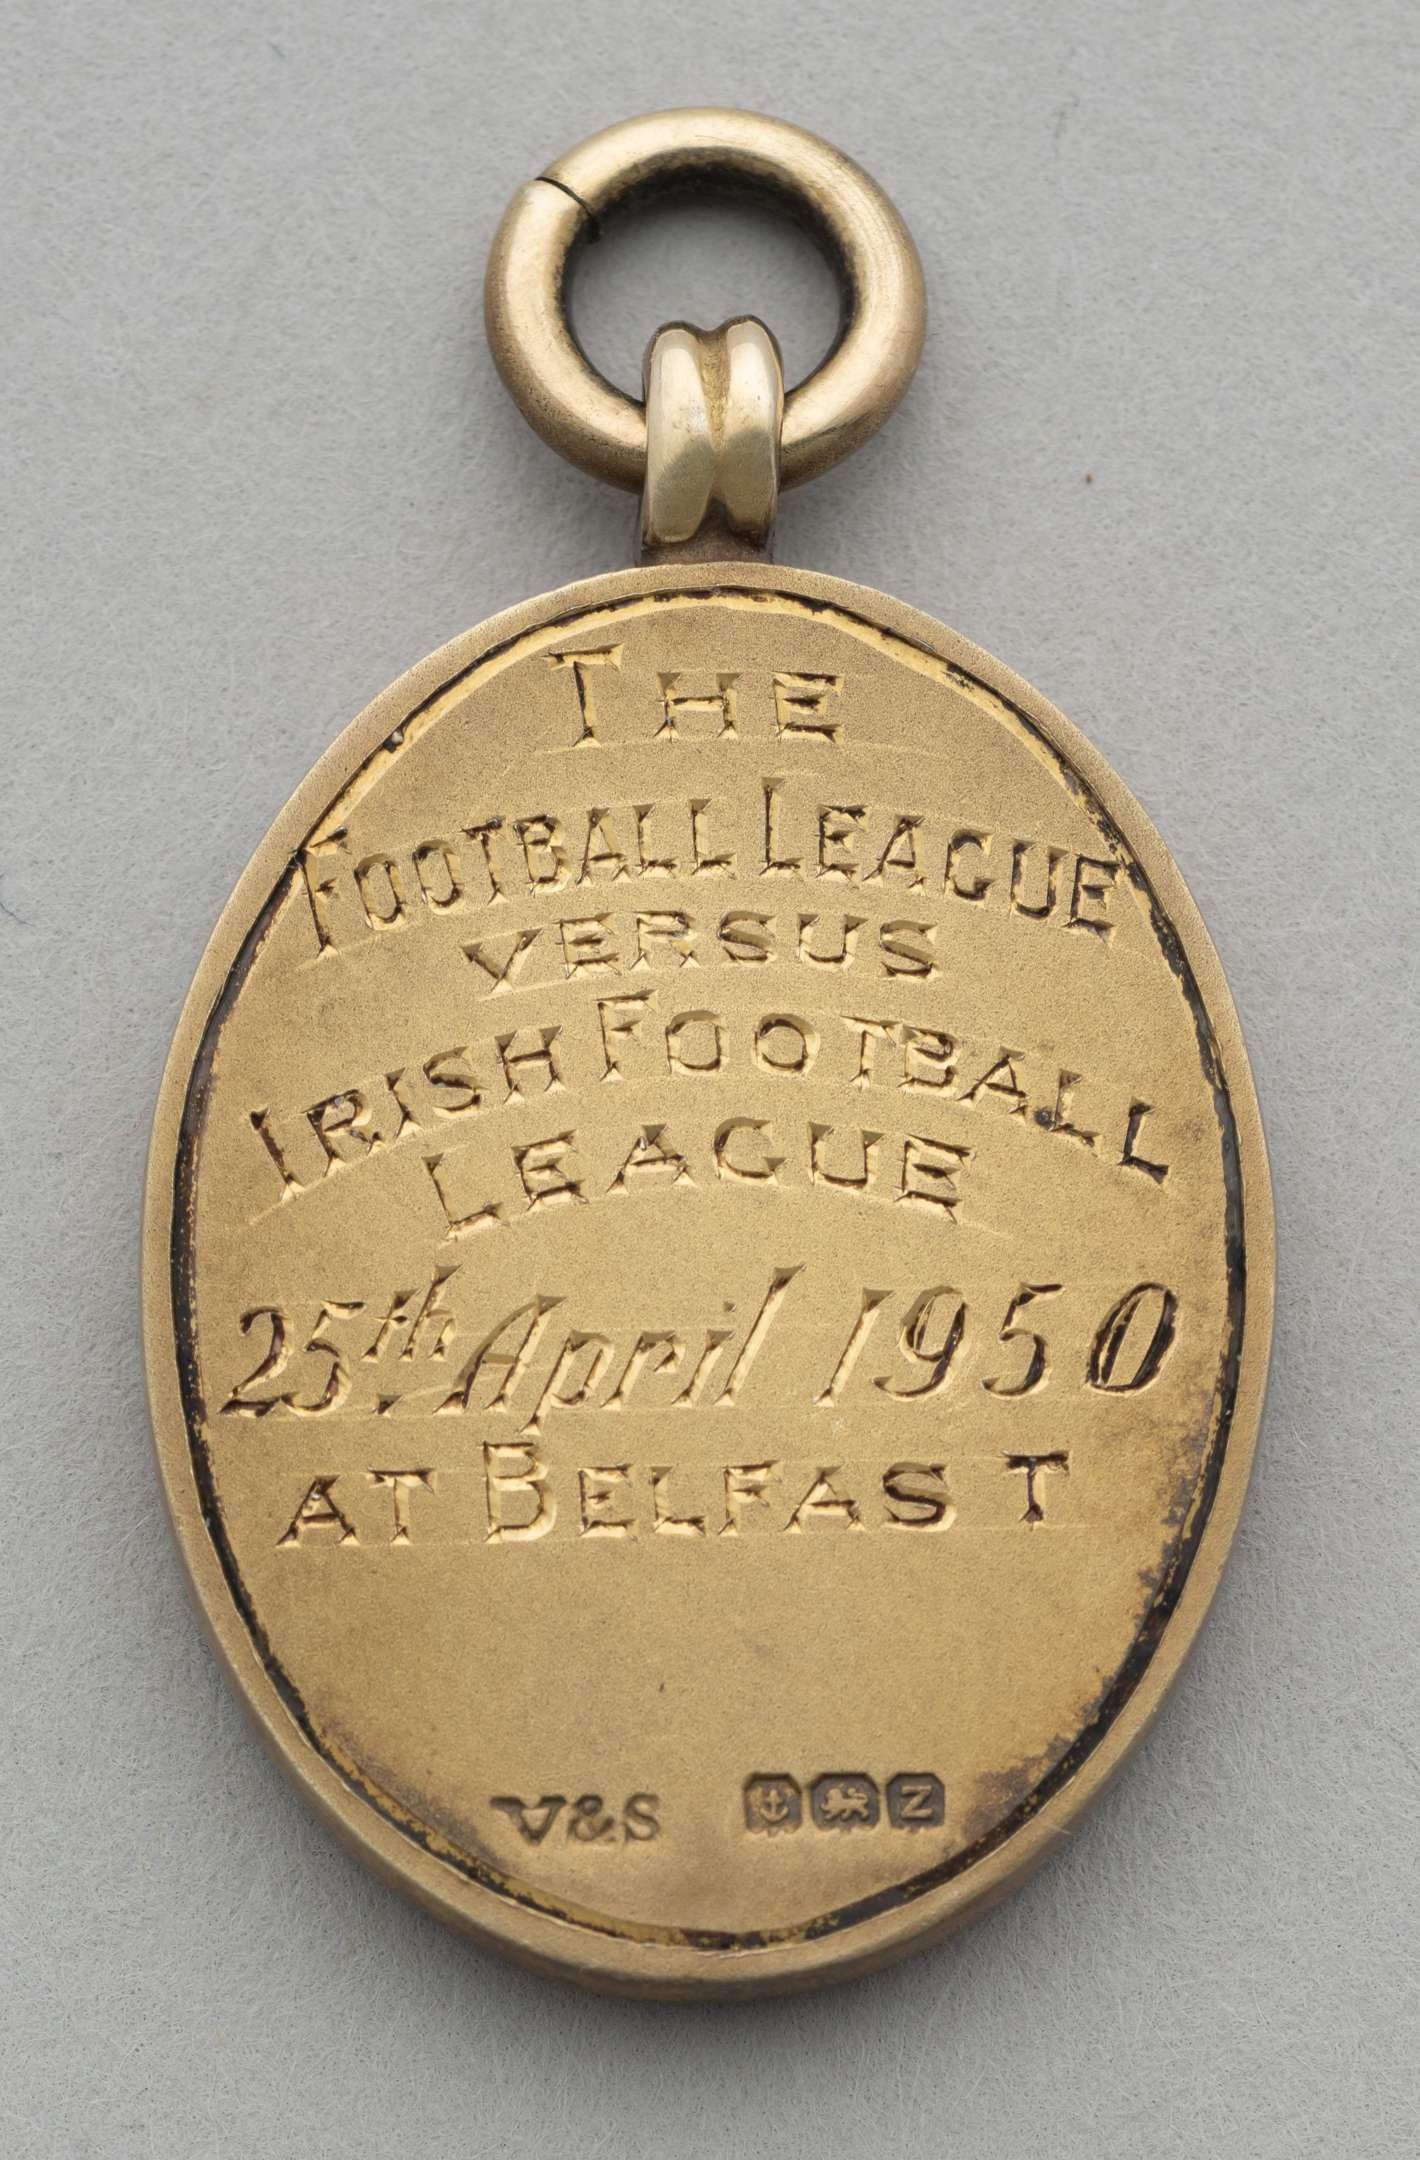 THE
FOOTBALL LEAGUE
VERSUS
IRISH FOOTBALL
LEAGUE
25th April 1950
AT BELFAST
V&S Z